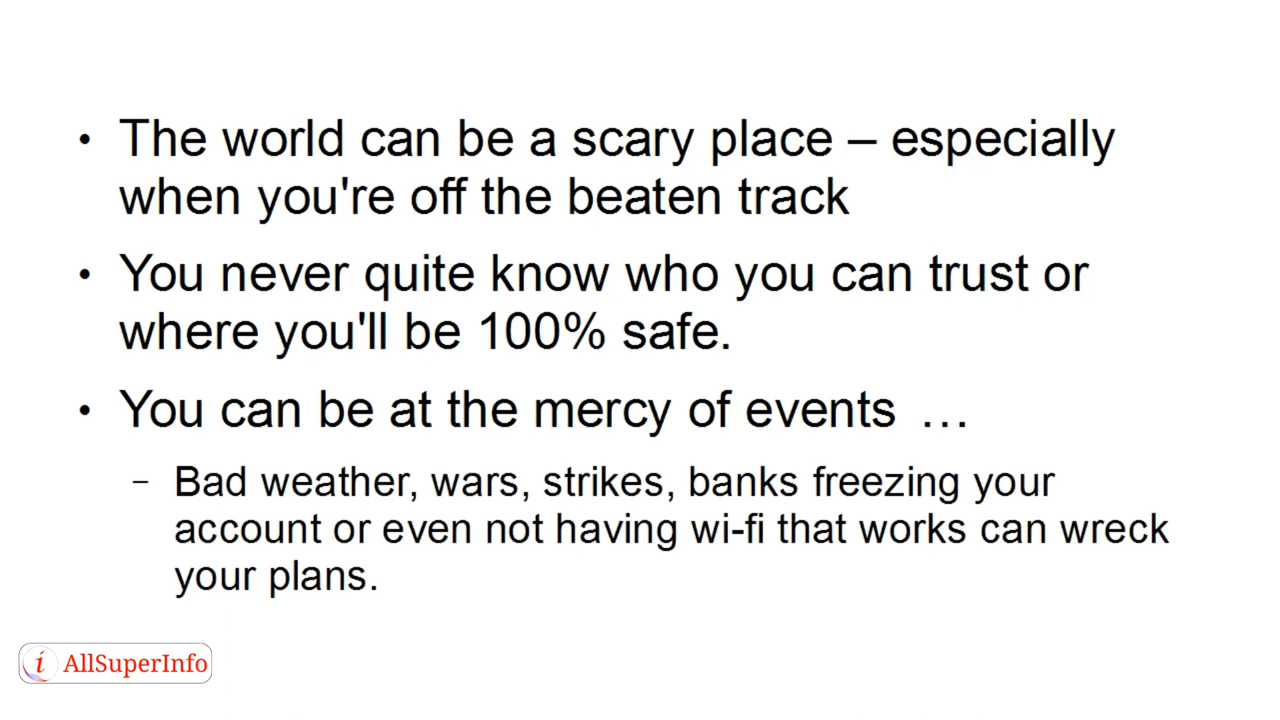 • The world can be a scary place – especially
when you're off the beaten track
• You never quite know who you can trust or
where you'll be 100% safe.
• You can be at the mercy of events …
– Bad weather, wars, strikes, banks freezing your
account or even not having wi-fi that works can wreck
your plans.
i AllSuperInfo